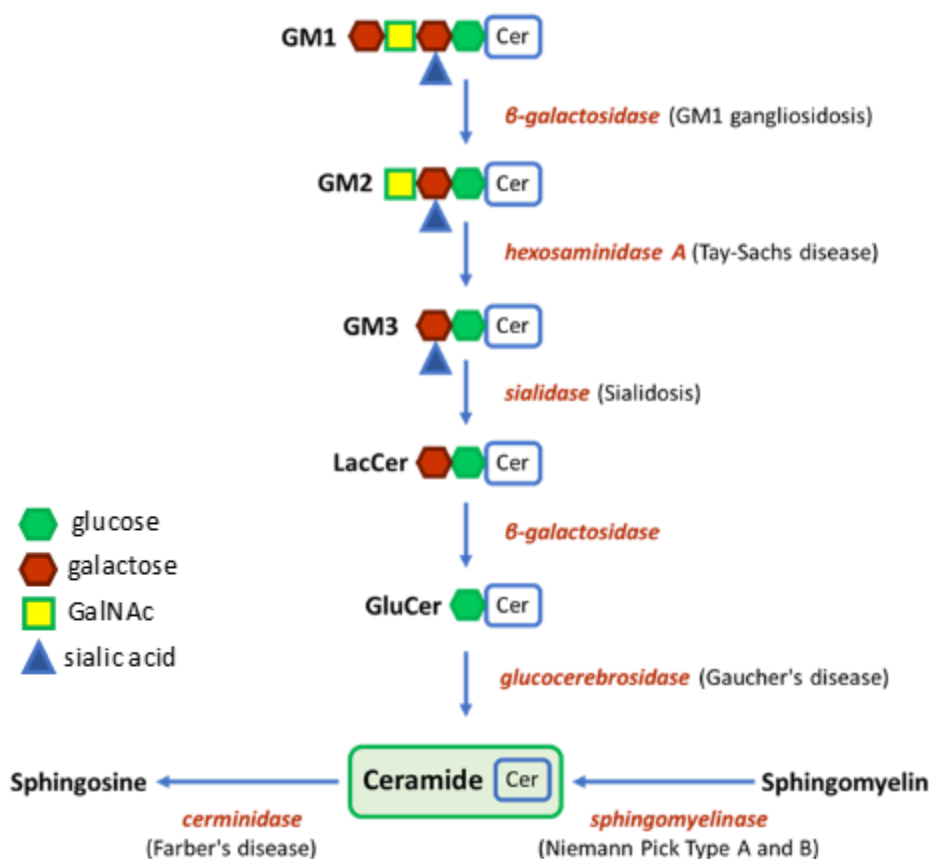 GM1 Cer
β-galactosidase (GM1 gangliosidosis)
GM2 Cer
hexosaminidase A (Tay-Sachs disease)
GM3 Cer
sialidase (Sialidosis)
LacCer Cer
β-galactosidase
GluCer Cer
glucocerebrosidase (Gaucher's disease)
glucose
galactose
GalNAc
sialic acid
Sphingosine
Ceramide Cer
Sphingomyelin
cerminidase
(Farber's disease)
sphingomyelinase
(Niemann Pick Type A and B)